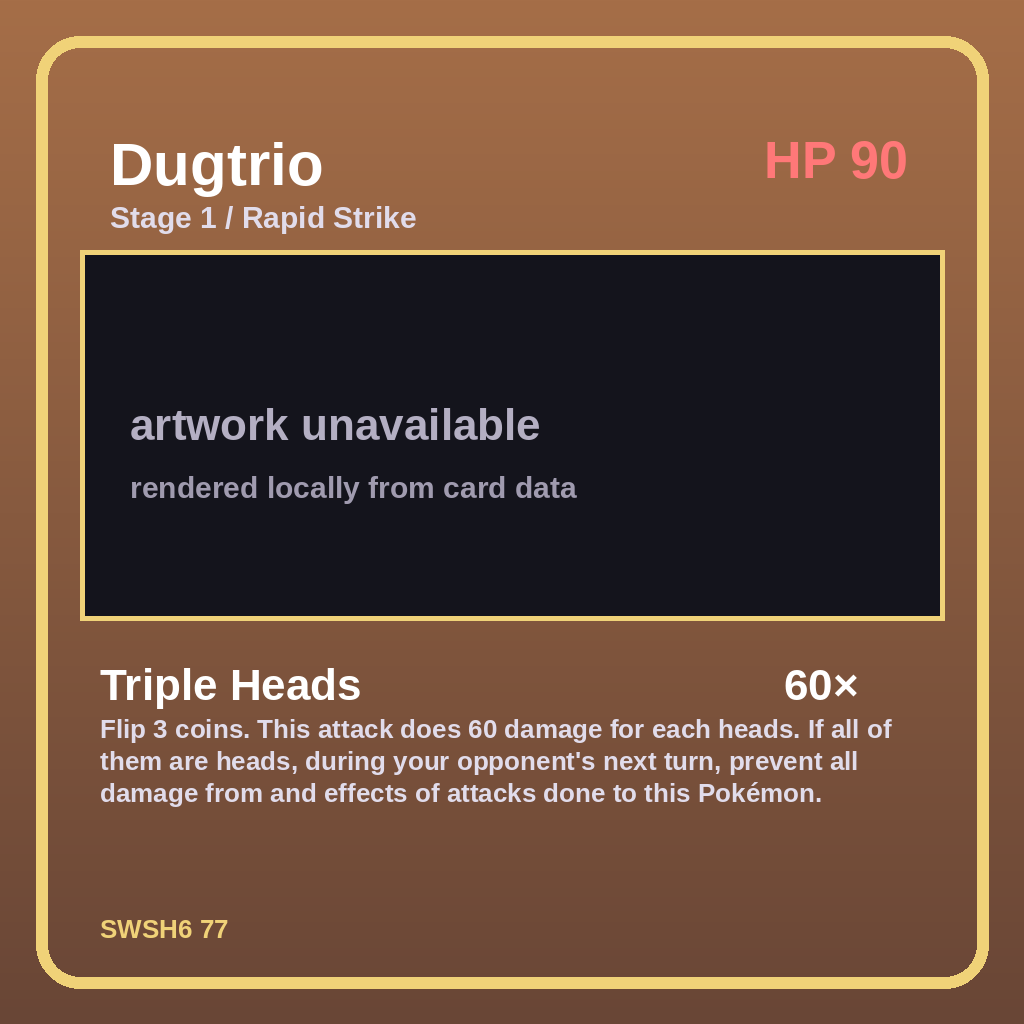 Dugtrio
HP 90
Stage 1 / Rapid Strike
artwork unavailable
rendered locally from card data
Triple Heads
60×
Flip 3 coins. This attack does 60 damage for each heads. If all of
them are heads, during your opponent's next turn, prevent all
damage from and effects of attacks done to this Pokémon.
SWSH6 77